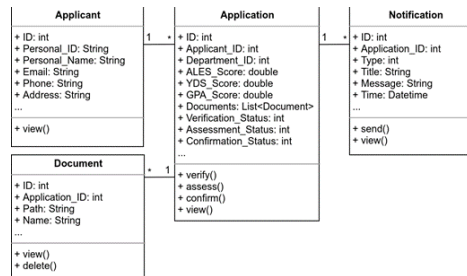 Applicant
+ ID: int
+ Personal_ID: String
+ Personal_Name: String
+ Email: String
+ Phone: String
+ Address: String
...
+ view()
1
*
Application
+ ID: int
+ Applicant_ID: int
+ Department_ID: int
+ ALES_Score: double
+ YDS_Score: double
+ GPA_Score: double
+ Documents: List<Document>
+ Verification_Status: int
+ Assessment_Status: int
+ Confirmation_Status: int
...
+ verify()
+ assess()
+ confirm()
+ view()
1
*
Notification
+ ID: int
+ Application_ID: int
+ Type: int
+ Title: String
+ Message: String
+ Time: Datetime
...
+ send()
+ view()
Document
+ ID: int
+ Application_ID: int
+ Path: String
+ Name: String
...
+ view()
+ delete()
*
1